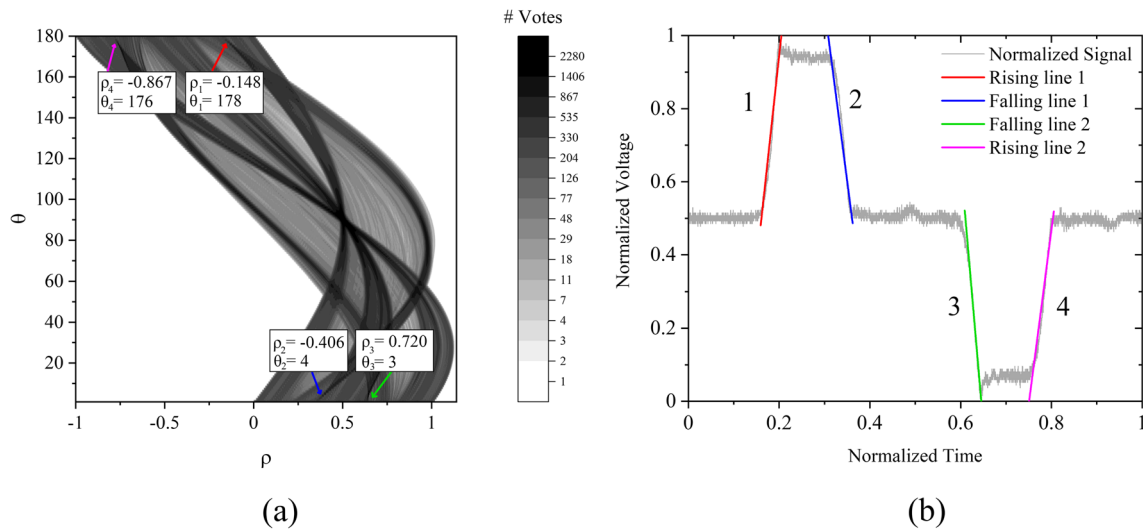 # Votes
180
160
140
120
100
80
60
40
20
θ
-1
-0.5
0
0.5
1
ρ
ρ4= -0.867
θ4= 176
ρ1= -0.148
θ1= 178
ρ2= -0.406
θ2= 4
ρ3= 0.720
θ3= 3
2280
1406
867
535
330
204
126
77
48
29
18
11
7
4
3
2
1
(a)
1
0.8
0.6
0.4
0.2
0
Normalized Voltage
Normalized Signal
Rising line 1
Falling line 1
Falling line 2
Rising line 2
1
2
3
4
0.0
0.2
0.4
0.6
0.8
1
Normalized Time
(b)